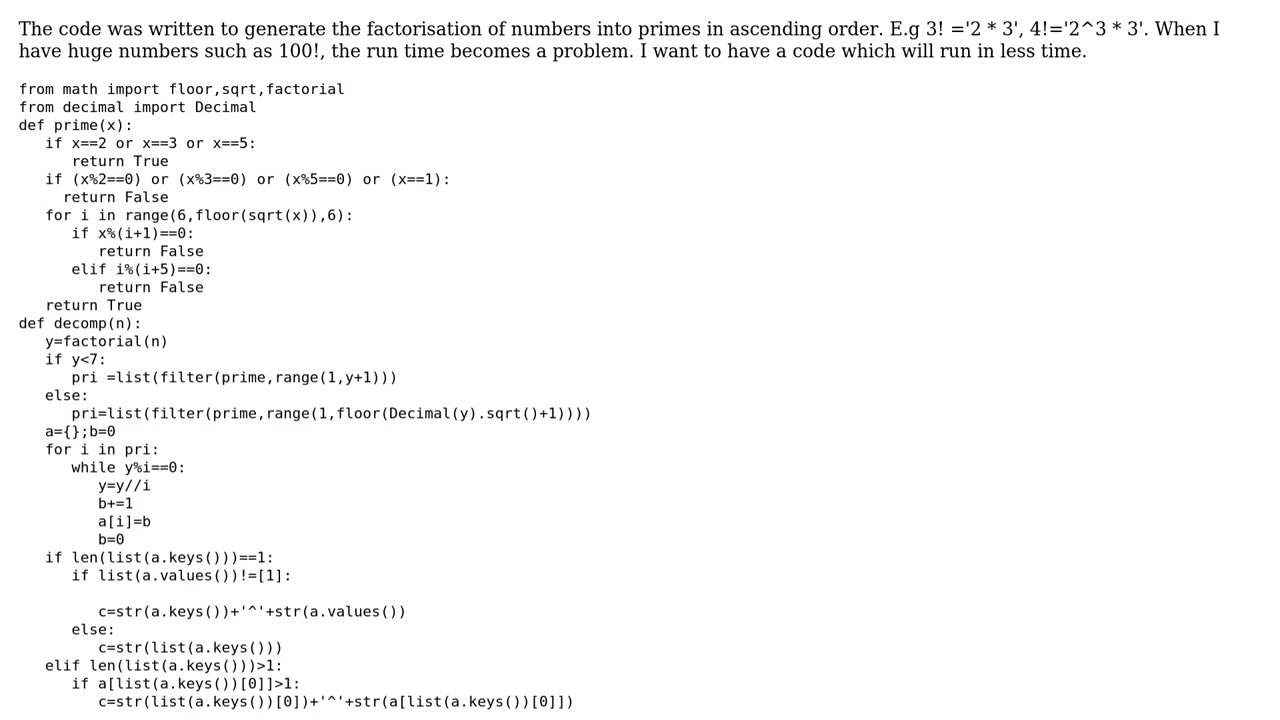 The code was written to generate the factorisation of numbers into primes in ascending order. E.g 3! ='2 * 3', 4!='2^3 * 3'. When I
have huge numbers such as 100!, the run time becomes a problem. I want to have a code which will run in less time.
from math import floor,sqrt,factorial
from decimal import Decimal
def prime(x):
   if x==2 or x==3 or x==5:
      return True
   if (x%2==0) or (x%3==0) or (x%5==0) or (x==1):
     return False
   for i in range(6,floor(sqrt(x)),6):
      if x%(i+1)==0:
         return False
      elif i%(i+5)==0:
         return False
   return True
def decomp(n):
   y=factorial(n)
   if y<7:
      pri =list(filter(prime,range(1,y+1)))
   else:
      pri=list(filter(prime,range(1,floor(Decimal(y).sqrt()+1))))
   a={};b=0
   for i in pri:
      while y%i==0:
         y=y//i
         b+=1
         a[i]=b
         b=0
   if len(list(a.keys()))==1:
      if list(a.values())!=[1]:
         c=str(a.keys())+'^'+str(a.values())
      else:
         c=str(list(a.keys()))
   elif len(list(a.keys()))>1:
      if a[list(a.keys())[0]]>1:
         c=str(list(a.keys())[0])+'^'+str(a[list(a.keys())[0]])